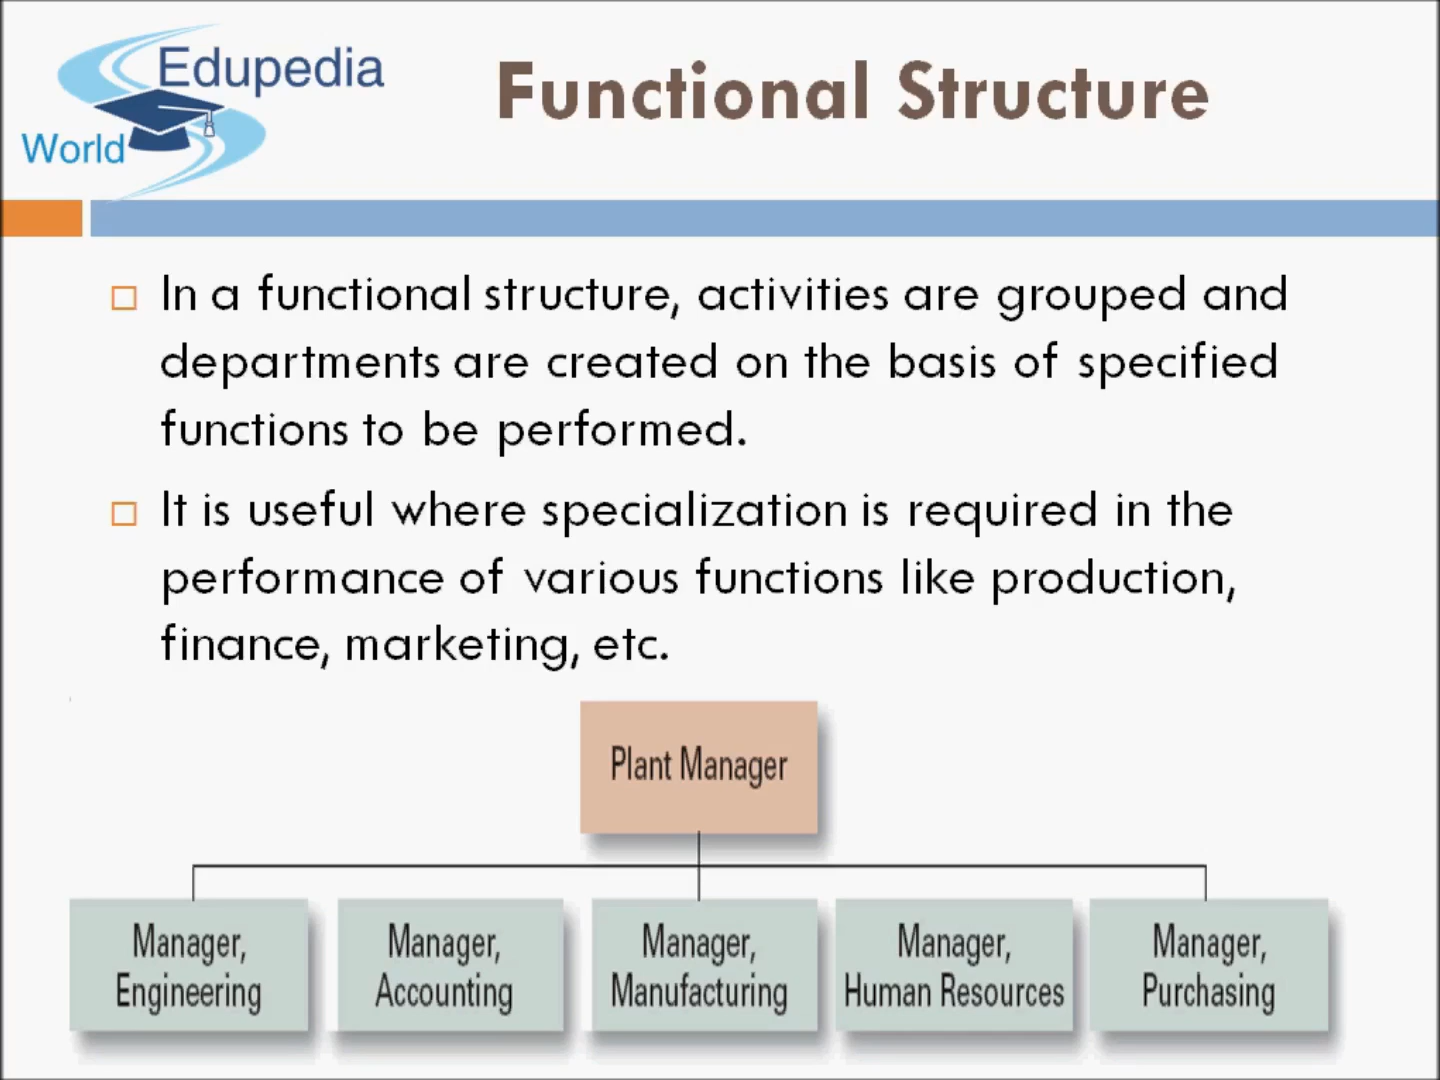 Edupedia
World
Functional Structure
In a functional structure, activities are grouped and
departments are created on the basis of specified
functions to be performed.
It is useful where specialization is required in the
performance of various functions like production,
finance, marketing, etc.
Plant Manager
Manager,
Engineering
Manager,
Accounting
Manager,
Manufacturing
Manager,
Human Resources
Manager,
Purchasing